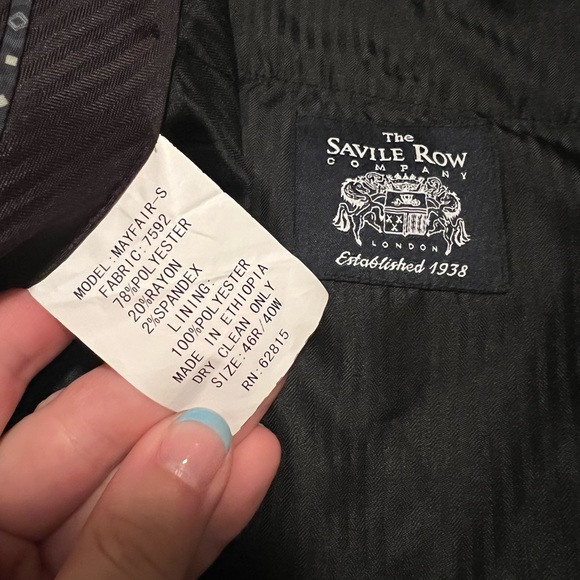 The
SAVILE ROW
COMPANY
XX
X
LONDON
Established 1938
MODEL:MAYFAIR-S
FABRIC:7592
78%POLYESTER
20%RAYON
2%SPANDEX
LINING:
100%POLYESTER
MADE IN ETHIOPIA
DRY CLEAN ONLY
SIZE:46R/40W
RN:62815